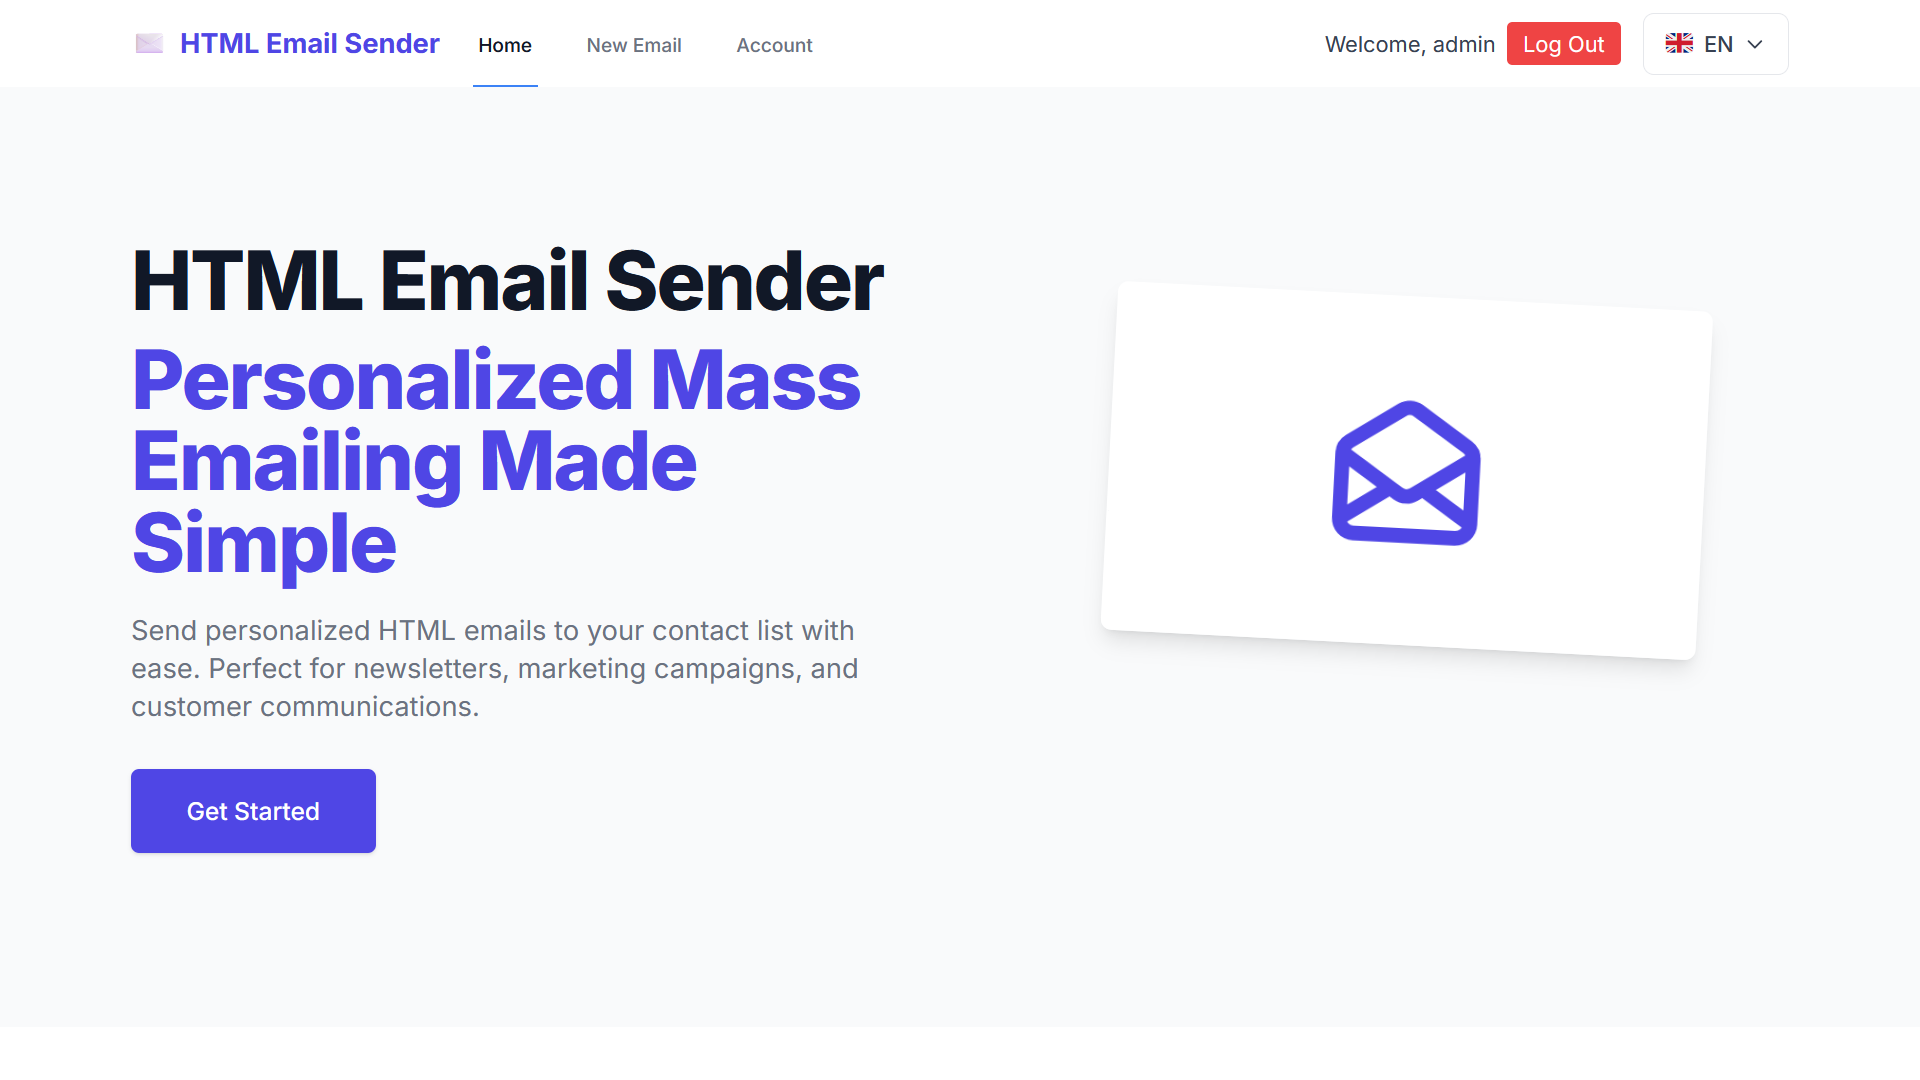 HTML Email Sender
Home
New Email
Account
Welcome, admin
Log Out
EN
HTML Email Sender
Personalized Mass
Emailing Made
Simple
Send personalized HTML emails to your contact list with
ease. Perfect for newsletters, marketing campaigns, and
customer communications.
Get Started